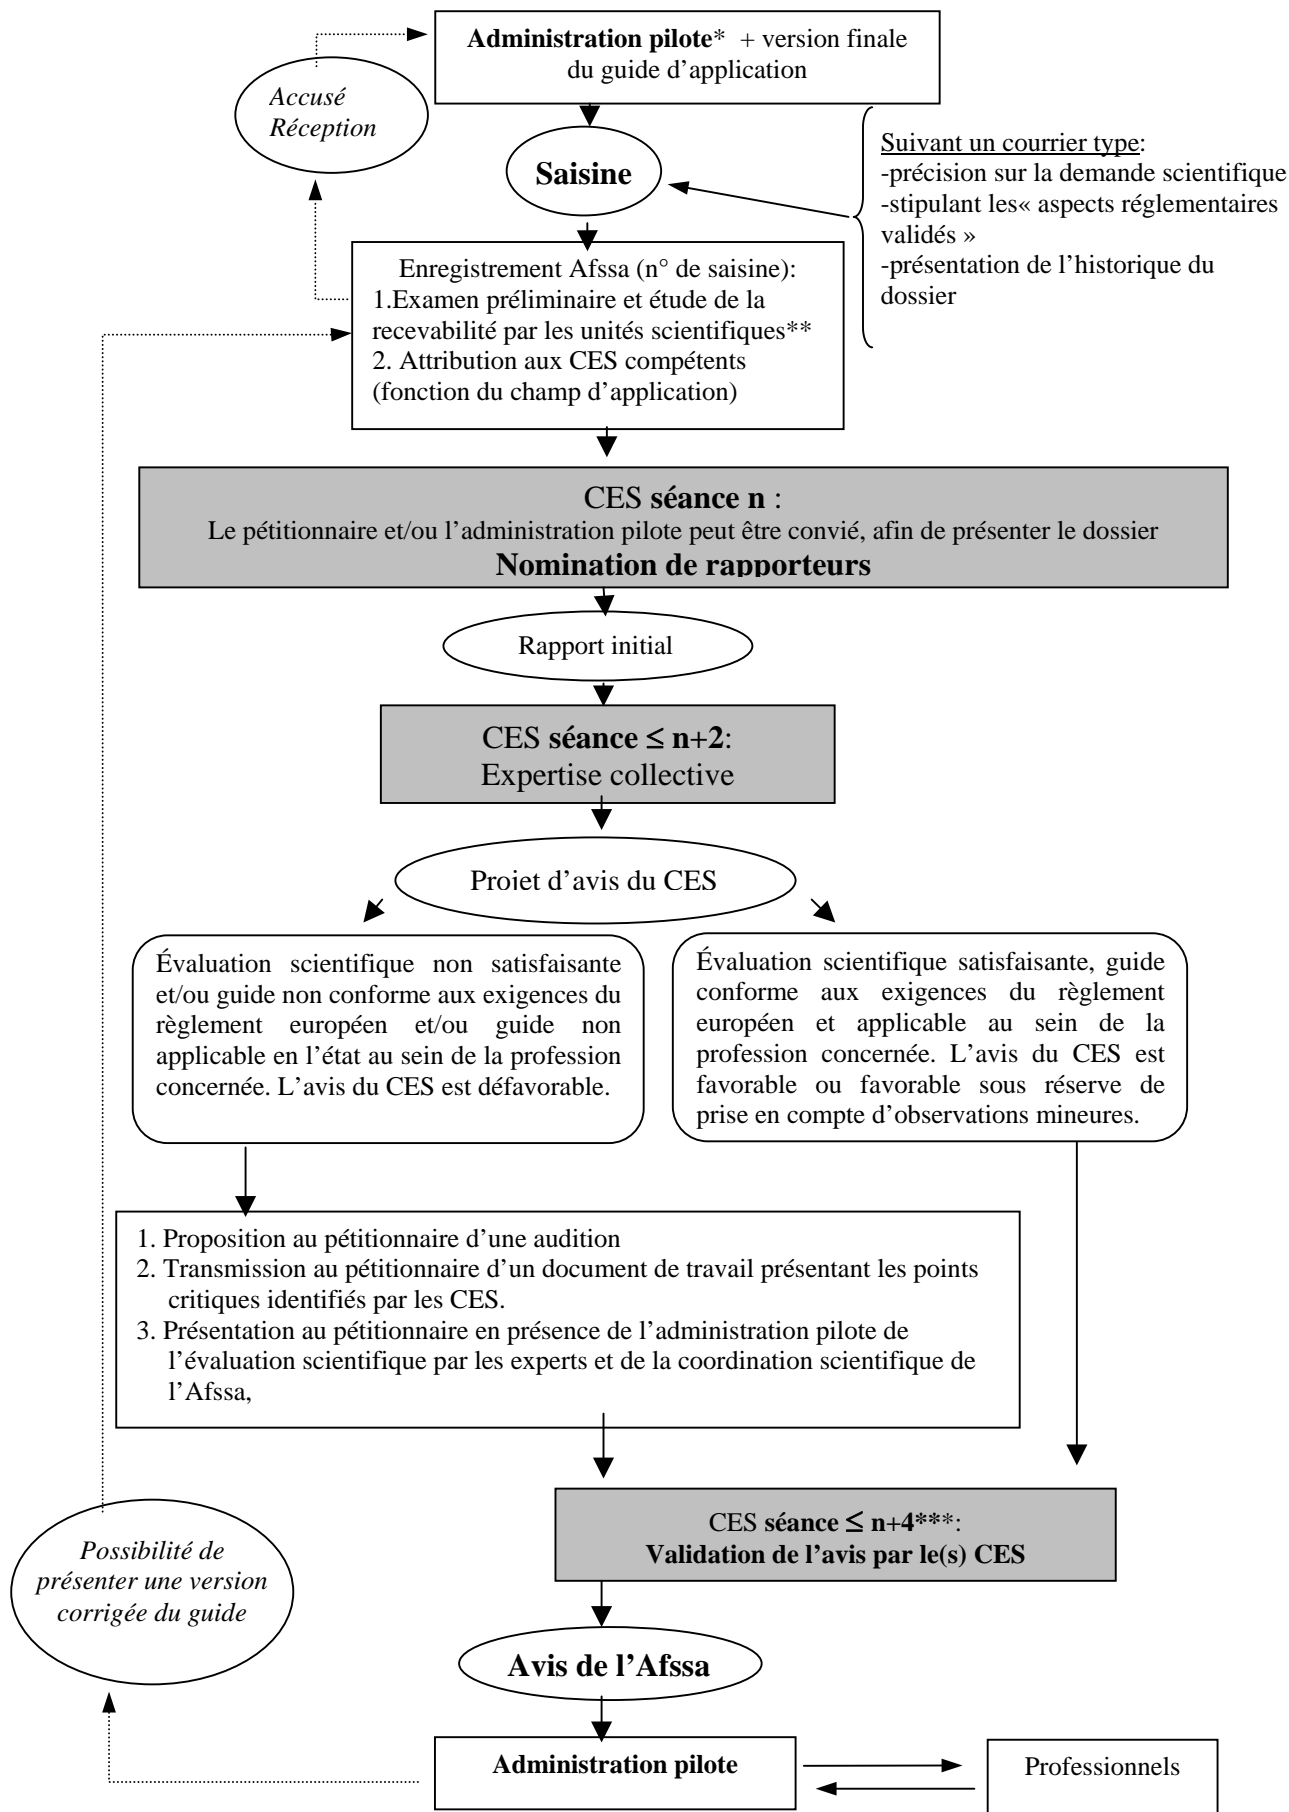 Administration pilote* + version finale
du guide d’application
Accusé
Réception
Suivant un courrier type:
-précision sur la demande scientifique
-stipulant les« aspects réglementaires
validés »
-présentation de l’historique du
dossier
Saisine
Enregistrement Afssa (n° de saisine):
1.Examen préliminaire et étude de la
recevabilité par les unités scientifiques**
2. Attribution aux CES compétents
(fonction du champ d’application)
CES séance n :
Le pétitionnaire et/ou l’administration pilote peut être convié, afin de présenter le dossier
Nomination de rapporteurs
Rapport initial
CES séance ≤ n+2:
Expertise collective
Projet d’avis du CES
Évaluation scientifique non satisfaisante
et/ou guide non conforme aux exigences du
règlement européen et/ou guide non
applicable en l’état au sein de la profession
concernée. L’avis du CES est défavorable.
Évaluation scientifique satisfaisante, guide
conforme aux exigences du règlement
européen et applicable au sein de la
profession concernée. L’avis du CES est
favorable ou favorable sous réserve de
prise en compte d’observations mineures.
1. Proposition au pétitionnaire d’une audition
2. Transmission au pétitionnaire d’un document de travail présentant les points
critiques identifiés par les CES.
3. Présentation au pétitionnaire en présence de l’administration pilote de
l’évaluation scientifique par les experts et de la coordination scientifique de
l’Afssa,
CES séance ≤ n+4***:
Validation de l’avis par le(s) CES
Possibilité de
présenter une version
corrigée du guide
Avis de l’Afssa
Administration pilote
Professionnels